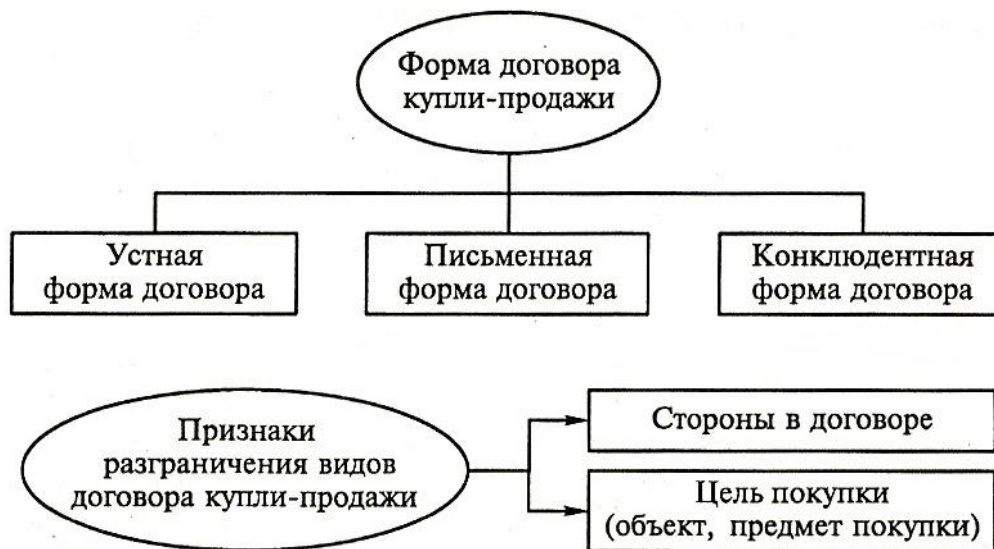 Форма договора
купли-продажи
Устная
форма договора
Письменная
форма договора
Конклюдентная
форма договора
Признаки
разграничения видов
договора купли-продажи
Стороны в договоре
Цель покупки
(объект, предмет покупки)